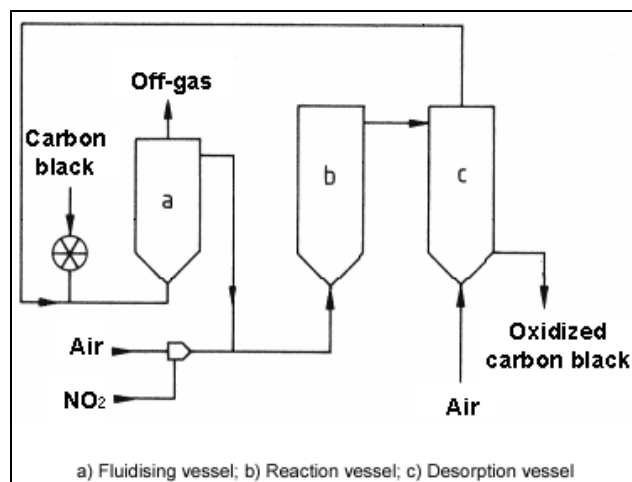 Off-gas
Carbon
black
a
b
c
Air
NO₂
Oxidized
carbon black
Air
a) Fluidising vessel; b) Reaction vessel; c) Desorption vessel